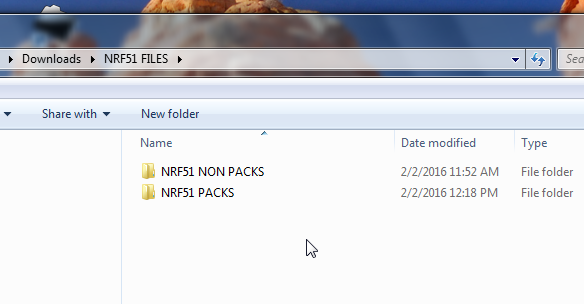 Downloads NRF51 FILES Sea
Share with New folder
Name Date modified Type
NRF51 NON PACKS 2/2/2016 11:52 AM File folder
NRF51 PACKS 2/2/2016 12:18 PM File folder